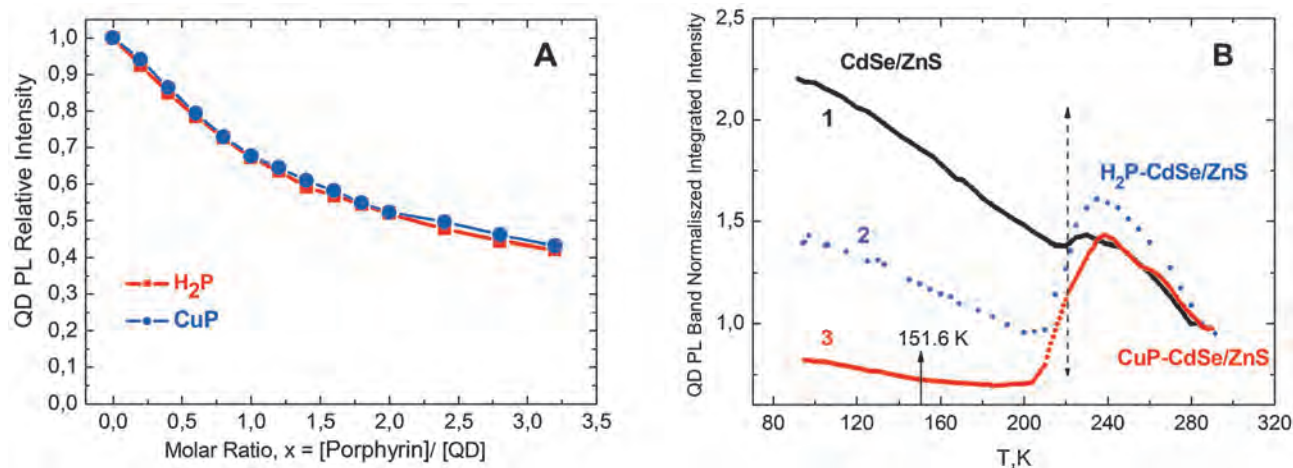 A
QD PL Relative Intensity
1,0
0,9
0,8
0,7
0,6
0,5
0,4
0,3
0,2
0,1
0,0
H₂P
CuP
0,0 0,5 1,0 1,5 2,0 2,5 3,0 3,5
Molar Ratio, x = [Porphyrin]/ [QD]
B
QD PL Band Normaliszed Integrated Intensity
2,5
2,0
1,5
1,0
CdSe/ZnS
1
H₂P-CdSe/ZnS
2
3
151.6 K
CuP-CdSe/ZnS
80 120 160 200 240 280 320
T,K